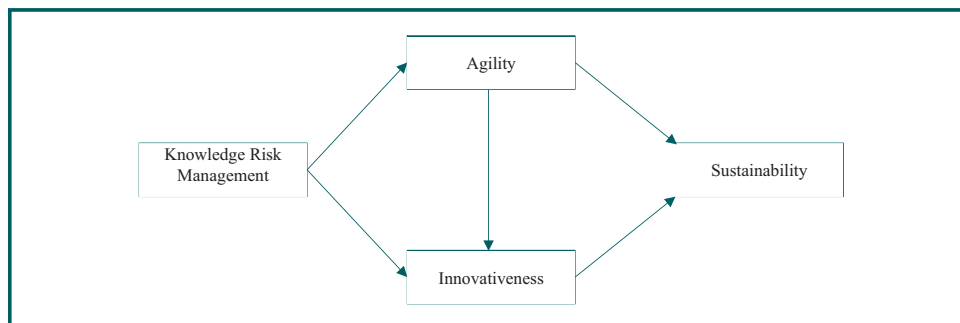 Agility
Knowledge Risk
Management
Sustainability
Innovativeness